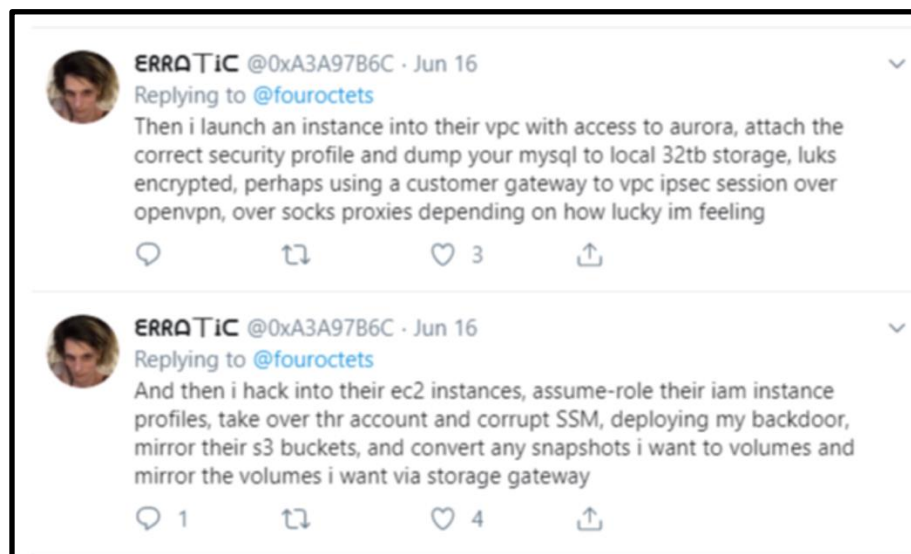 ERRATiC @0xA3A97B6C · Jun 16
Replying to @fouroctets
Then i launch an instance into their vpc with access to aurora, attach the
correct security profile and dump your mysql to local 32tb storage, luks
encrypted, perhaps using a customer gateway to vpc ipsec session over
openvpn, over socks proxies depending on how lucky im feeling
3
ERRATiC @0xA3A97B6C · Jun 16
Replying to @fouroctets
And then i hack into their ec2 instances, assume-role their iam instance
profiles, take over thr account and corrupt SSM, deploying my backdoor,
mirror their s3 buckets, and convert any snapshots i want to volumes and
mirror the volumes i want via storage gateway
1 4